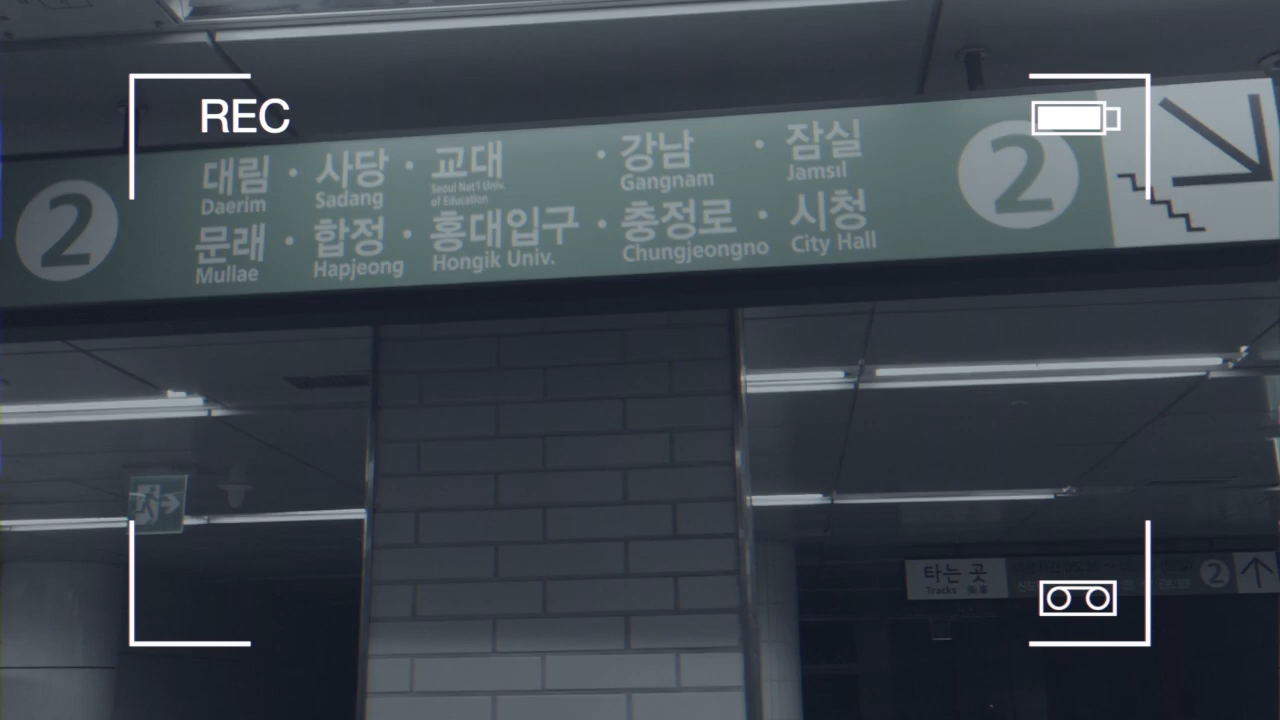 REC
2 대림 · 사당 · 교대 · 강남 · 잠실 2
Daerim Sadang Seoul Nat'l Univ. of Education Gangnam Jamsil
문래 · 합정 · 홍대입구 · 충정로 · 시청
Mullae Hapjeong Hongik Univ. Chungjeongno City Hall
타는 곳 2
Tracks